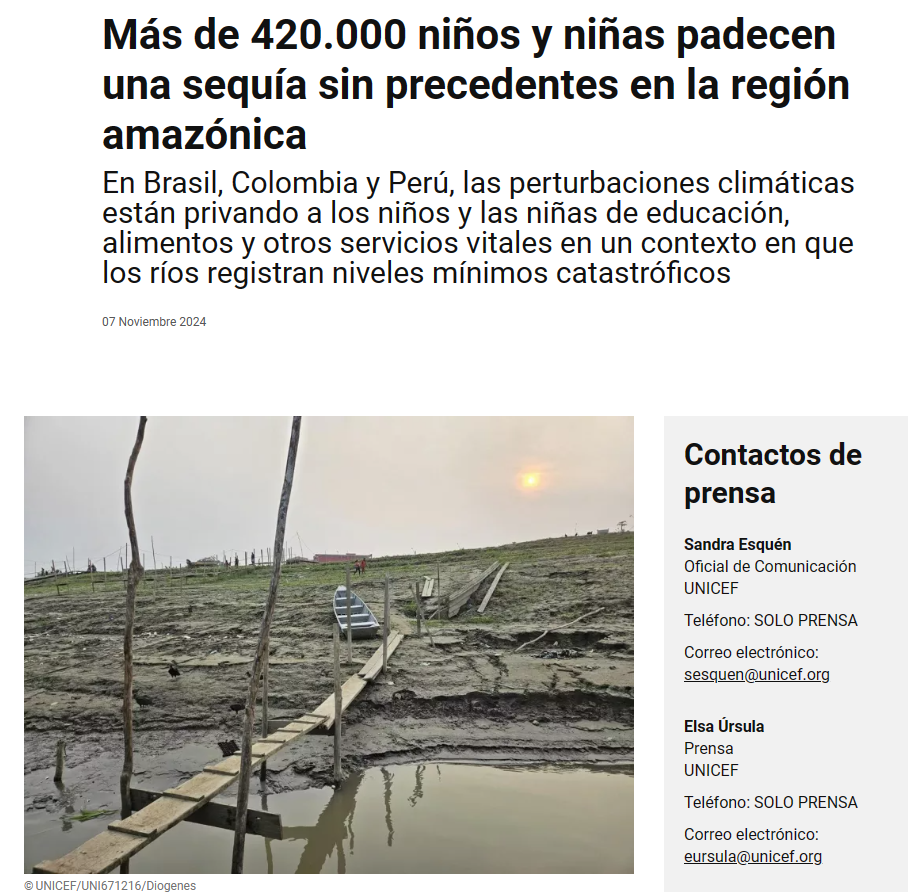 Más de 420.000 niños y niñas padecen
una sequía sin precedentes en la región
amazónica
En Brasil, Colombia y Perú, las perturbaciones climáticas
están privando a los niños y las niñas de educación,
alimentos y otros servicios vitales en un contexto en que
los ríos registran niveles mínimos catastróficos
07 Noviembre 2024
© UNICEF/UNI671216/Diogenes
Contactos de
prensa
Sandra Esquén
Oficial de Comunicación
UNICEF
Teléfono: SOLO PRENSA
Correo electrónico:
sesquen@unicef.org
Elsa Úrsula
Prensa
UNICEF
Teléfono: SOLO PRENSA
Correo electrónico:
eursula@unicef.org